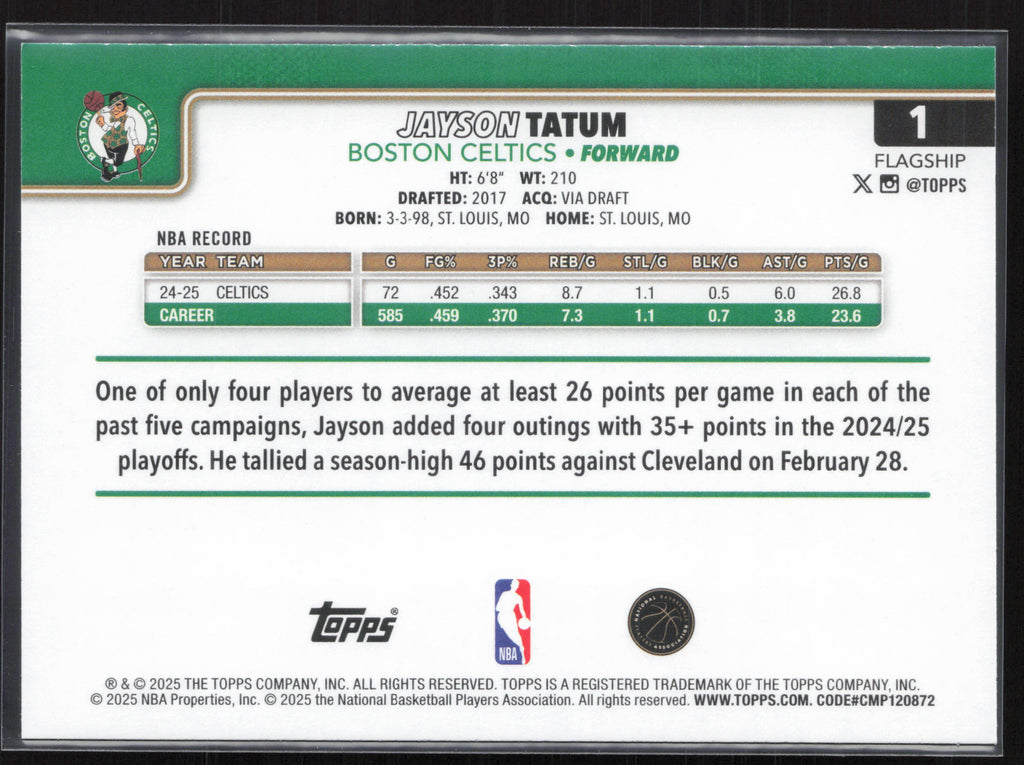 BOSTON CELTICS
JAYSON TATUM
BOSTON CELTICS • FORWARD
HT: 6'8" WT: 210
DRAFTED: 2017 ACQ: VIA DRAFT
BORN: 3-3-98, ST. LOUIS, MO HOME: ST. LOUIS, MO
1
FLAGSHIP
X @TOPPS
NBA RECORD
YEAR TEAM G FG% 3P% REB/G STL/G BLK/G AST/G PTS/G
24-25 CELTICS 72 .452 .343 8.7 1.1 0.5 6.0 26.8
CAREER 585 .459 .370 7.3 1.1 0.7 3.8 23.6
One of only four players to average at least 26 points per game in each of the
past five campaigns, Jayson added four outings with 35+ points in the 2024/25
playoffs. He tallied a season-high 46 points against Cleveland on February 28.
Topps®
NBA
NATIONAL BASKETBALL
PLAYERS ASSOCIATION
® & © 2025 THE TOPPS COMPANY, INC. ALL RIGHTS RESERVED. TOPPS IS A REGISTERED TRADEMARK OF THE TOPPS COMPANY, INC.
© 2025 NBA Properties, Inc. © 2025 the National Basketball Players Association. All rights reserved. WWW.TOPPS.COM. CODE#CMP120872